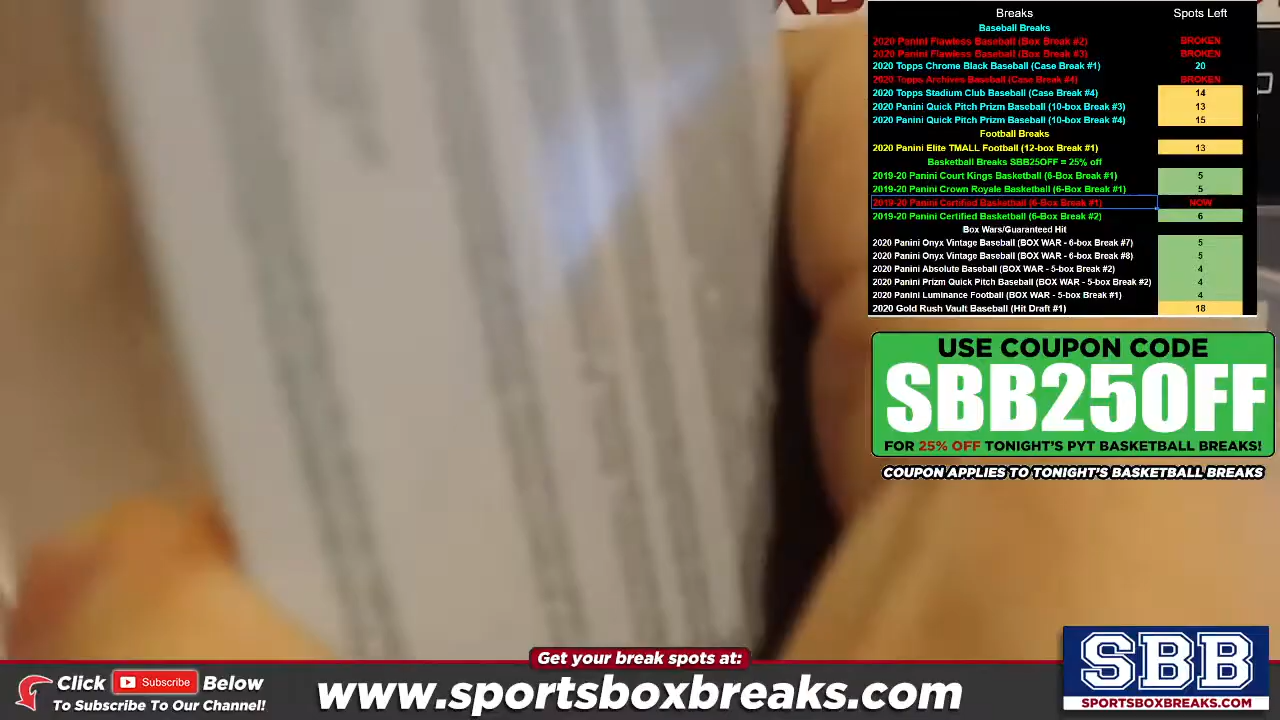 Breaks Spots Left
Baseball Breaks
2020 Panini Flawless Baseball (Box Break #2) BROKEN
2020 Panini Flawless Baseball (Box Break #3) BROKEN
2020 Topps Chrome Black Baseball (Case Break #1) 20
2020 Topps Archives Baseball (Case Break #4) BROKEN
2020 Topps Stadium Club Baseball (Case Break #4) 14
2020 Panini Quick Pitch Prizm Baseball (10-box Break #3) 13
2020 Panini Quick Pitch Prizm Baseball (10-box Break #4) 15
Football Breaks
2020 Panini Elite TMALL Football (12-box Break #1) 13
Basketball Breaks SBB25OFF = 25% off
2019-20 Panini Court Kings Basketball (6-Box Break #1) 5
2019-20 Panini Crown Royale Basketball (6-Box Break #1) 5
2019-20 Panini Certified Basketball (6-Box Break #1) NOW
2019-20 Panini Certified Basketball (6-Box Break #2) 6
Box Wars/Guaranteed Hit
2020 Panini Onyx Vintage Baseball (BOX WAR - 6-box Break #7) 5
2020 Panini Onyx Vintage Baseball (BOX WAR - 6-box Break #8) 5
2020 Panini Absolute Baseball (BOX WAR - 5-box Break #2) 4
2020 Panini Prizm Quick Pitch Baseball (BOX WAR - 5-box Break #2) 4
2020 Panini Luminance Football (BOX WAR - 5-box Break #1) 4
2020 Gold Rush Vault Baseball (Hit Draft #1) 18
USE COUPON CODE
SBB25OFF
FOR 25% OFF TONIGHT'S PYT BASKETBALL BREAKS!
COUPON APPLIES TO TONIGHT'S BASKETBALL BREAKS
Get your break spots at:
Click Subscribe Below
To Subscribe To Our Channel!
www.sportsboxbreaks.com
SBB
SPORTSBOXBREAKS.COM